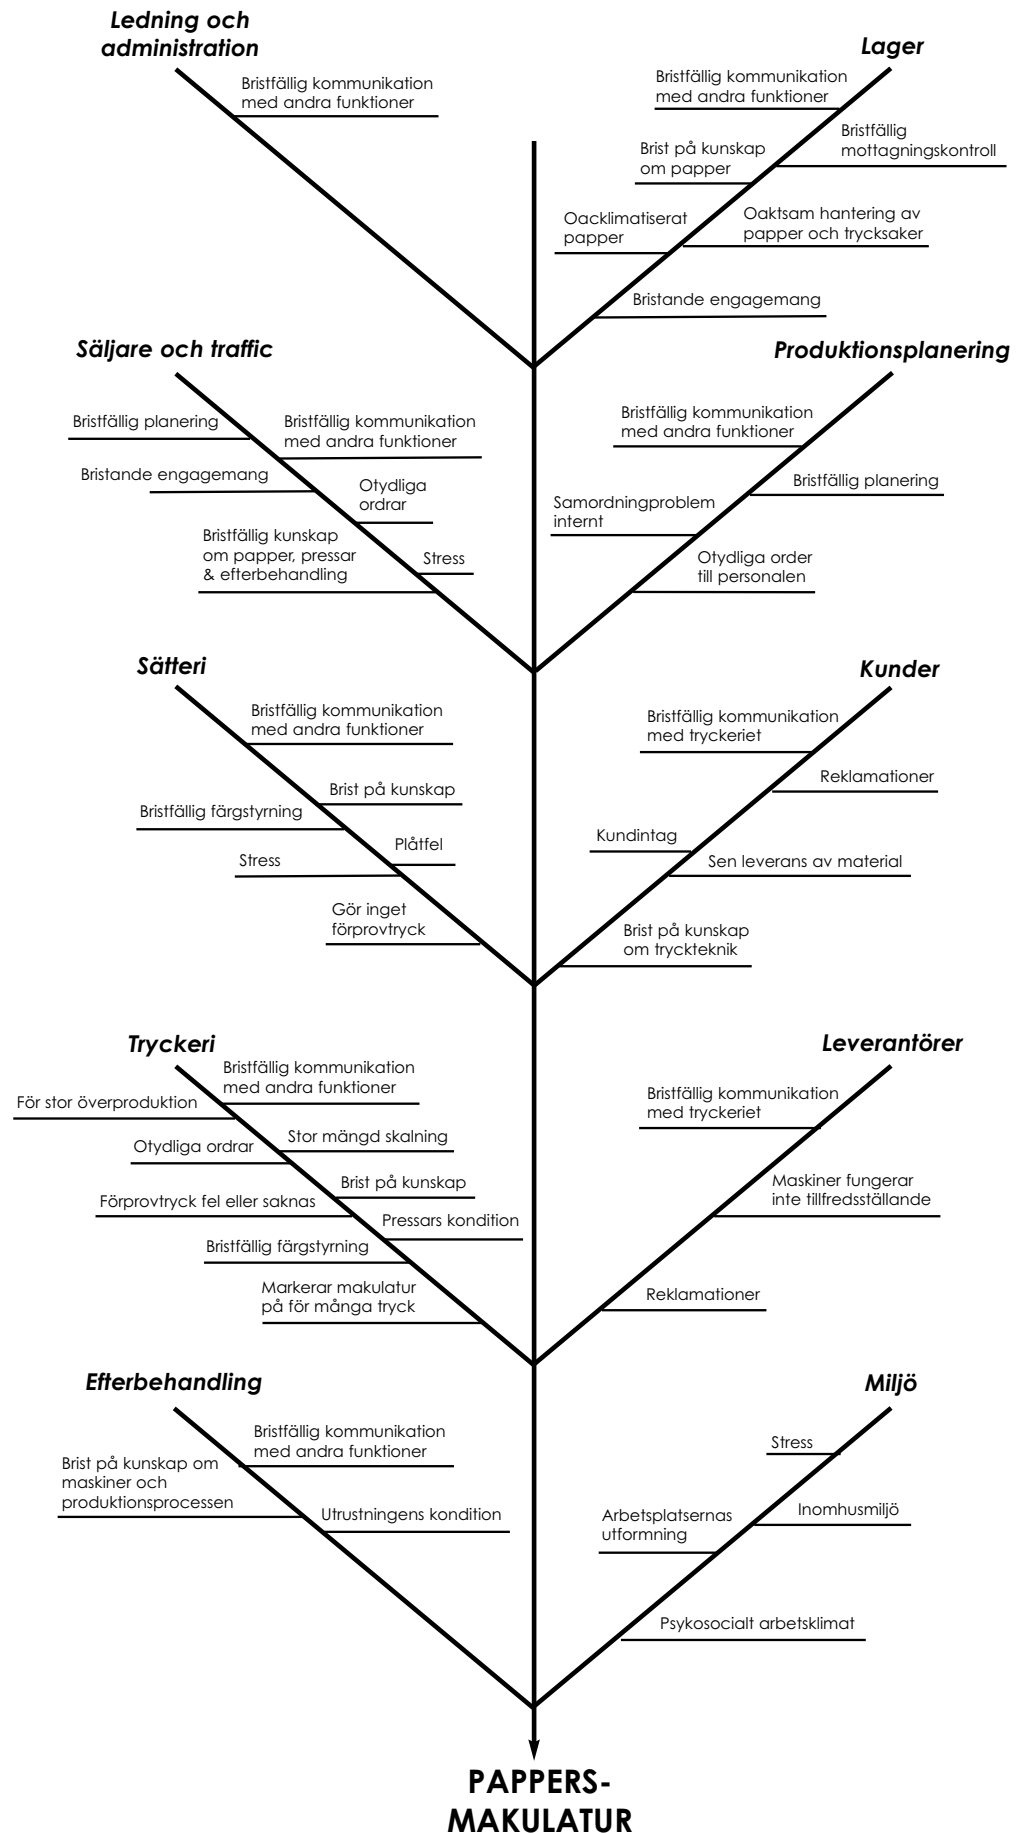 Ledning och
administration
Bristfällig kommunikation
med andra funktioner
Lager
Bristfällig kommunikation
med andra funktioner
Bristfällig
mottagningskontroll
Brist på kunskap
om papper
Oaktsam hantering av
papper och trycksaker
Oacklimatiserat
papper
Bristande engagemang
Säljare och traffic
Bristfällig planering
Bristfällig kommunikation
med andra funktioner
Bristande engagemang
Otydliga
ordrar
Bristfällig kunskap
om papper, pressar
& efterbehandling
Stress
Produktionsplanering
Bristfällig kommunikation
med andra funktioner
Bristfällig planering
Samordningproblem
internt
Otydliga order
till personalen
Sätteri
Bristfällig kommunikation
med andra funktioner
Brist på kunskap
Bristfällig färgstyrning
Plåtfel
Stress
Gör inget
förprovtryck
Kunder
Bristfällig kommunikation
med tryckeriet
Reklamationer
Kundintag
Sen leverans av material
Brist på kunskap
om tryckteknik
Tryckeri
Bristfällig kommunikation
med andra funktioner
För stor överproduktion
Stor mängd skalning
Otydliga ordrar
Brist på kunskap
Förprovtryck fel eller saknas
Pressars kondition
Bristfällig färgstyrning
Markerar makulatur
på för många tryck
Leverantörer
Bristfällig kommunikation
med tryckeriet
Maskiner fungerar
inte tillfredsställande
Reklamationer
Efterbehandling
Bristfällig kommunikation
med andra funktioner
Brist på kunskap om
maskiner och
produktionsprocessen
Utrustningens kondition
Miljö
Stress
Inomhusmiljö
Arbetsplatsernas
utformning
Psykosocialt arbetsklimat
PAPPERS-
MAKULATUR